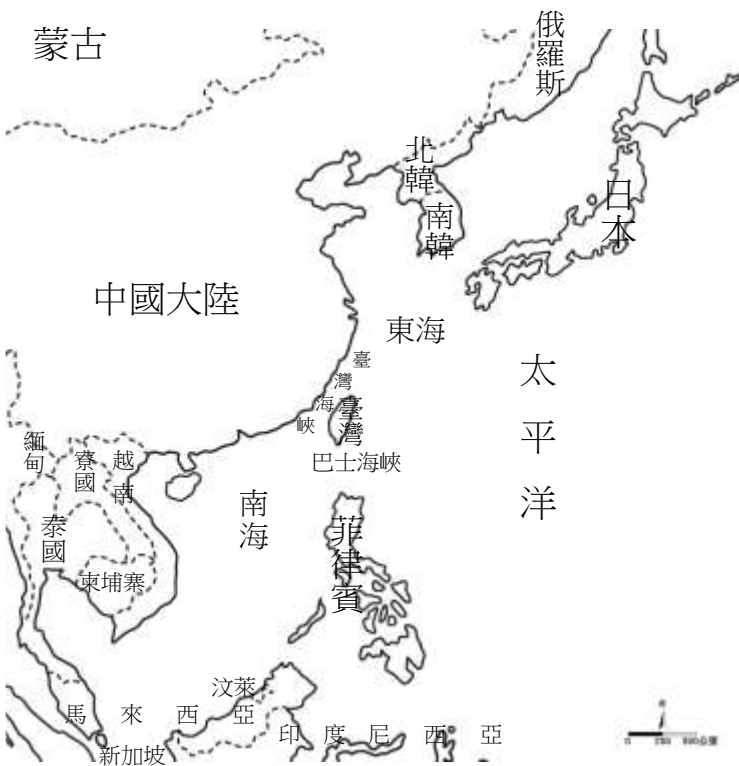 蒙古
俄羅斯
北韓
南韓
日本
中國大陸
東海
太平洋
臺灣海峽
臺灣
巴士海峽
緬甸
寮國
越南
南海
泰國
菲律賓
柬埔寨
汶萊
馬來西亞
印度尼西亞
新加坡
0